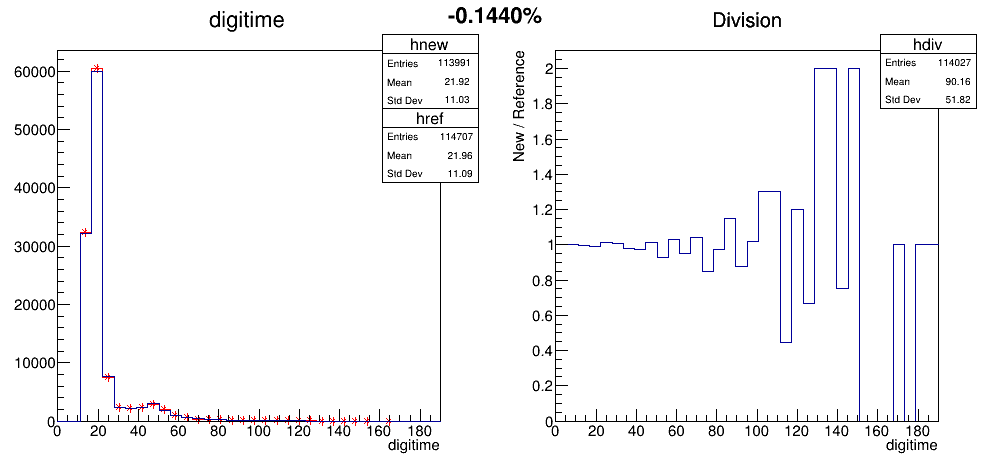 -0.1440%
digitime
hnew
Entries 113991
Mean 21.92
Std Dev 11.03
href
Entries 114707
Mean 21.96
Std Dev 11.09
60000
50000
40000
30000
20000
10000
0
0 20 40 60 80 100 120 140 160 180
digitime
Division
hdiv
Entries 114027
Mean 90.16
Std Dev 51.82
New / Reference
2
1.8
1.6
1.4
1.2
1
0.8
0.6
0.4
0.2
0
0 20 40 60 80 100 120 140 160 180
digitime